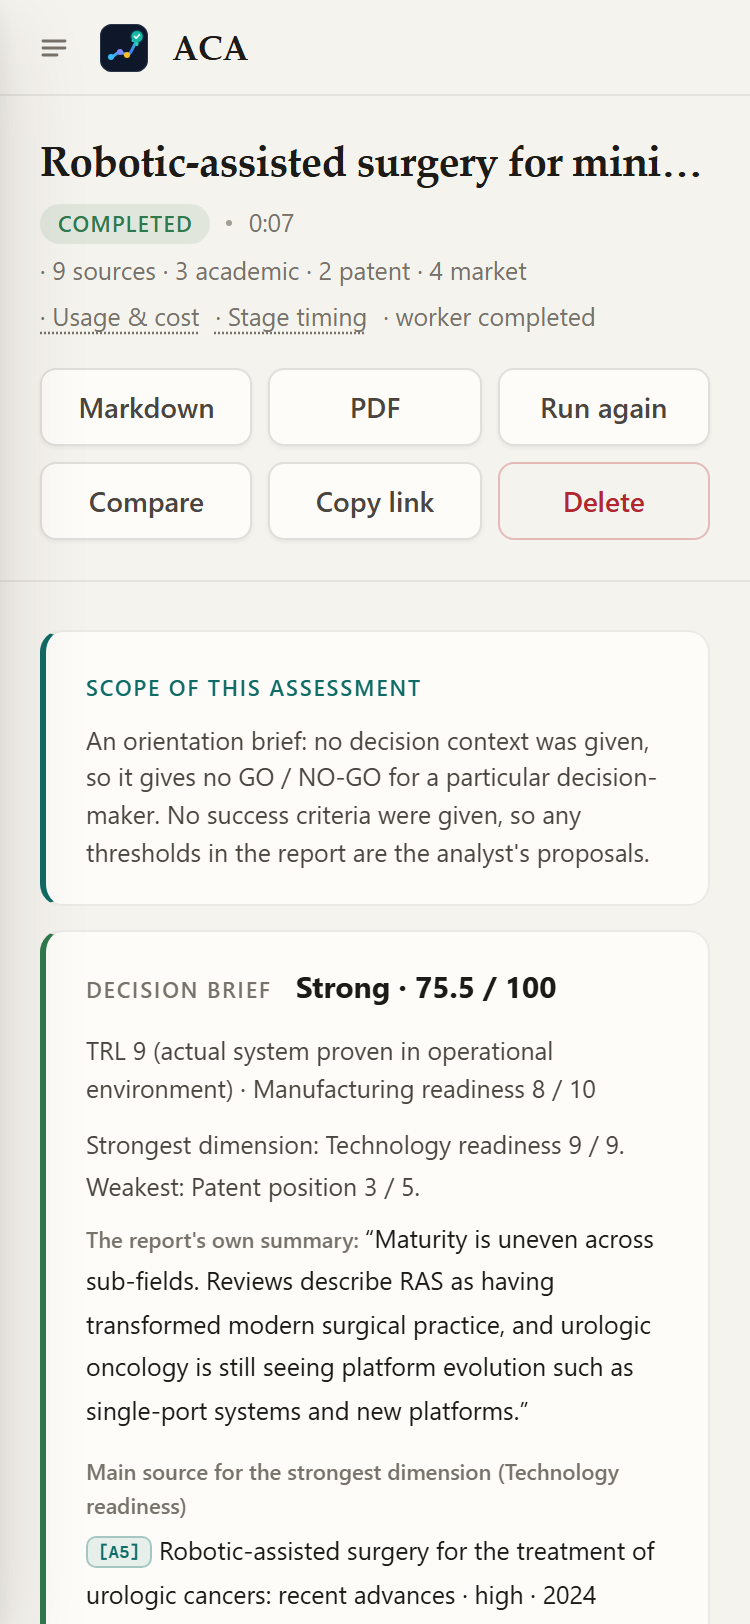 ACA
Robotic-assisted surgery for mini...
COMPLETED • 0:07
· 9 sources · 3 academic · 2 patent · 4 market
· Usage & cost · Stage timing · worker completed
Markdown PDF Run again
Compare Copy link Delete
SCOPE OF THIS ASSESSMENT
An orientation brief: no decision context was given,
so it gives no GO / NO-GO for a particular decision-
maker. No success criteria were given, so any
thresholds in the report are the analyst's proposals.
DECISION BRIEF Strong · 75.5 / 100
TRL 9 (actual system proven in operational
environment) · Manufacturing readiness 8 / 10
Strongest dimension: Technology readiness 9 / 9.
Weakest: Patent position 3 / 5.
The report's own summary: “Maturity is uneven across
sub-fields. Reviews describe RAS as having
transformed modern surgical practice, and urologic
oncology is still seeing platform evolution such as
single-port systems and new platforms.”
Main source for the strongest dimension (Technology
readiness)
[A5] Robotic-assisted surgery for the treatment of
urologic cancers: recent advances · high · 2024